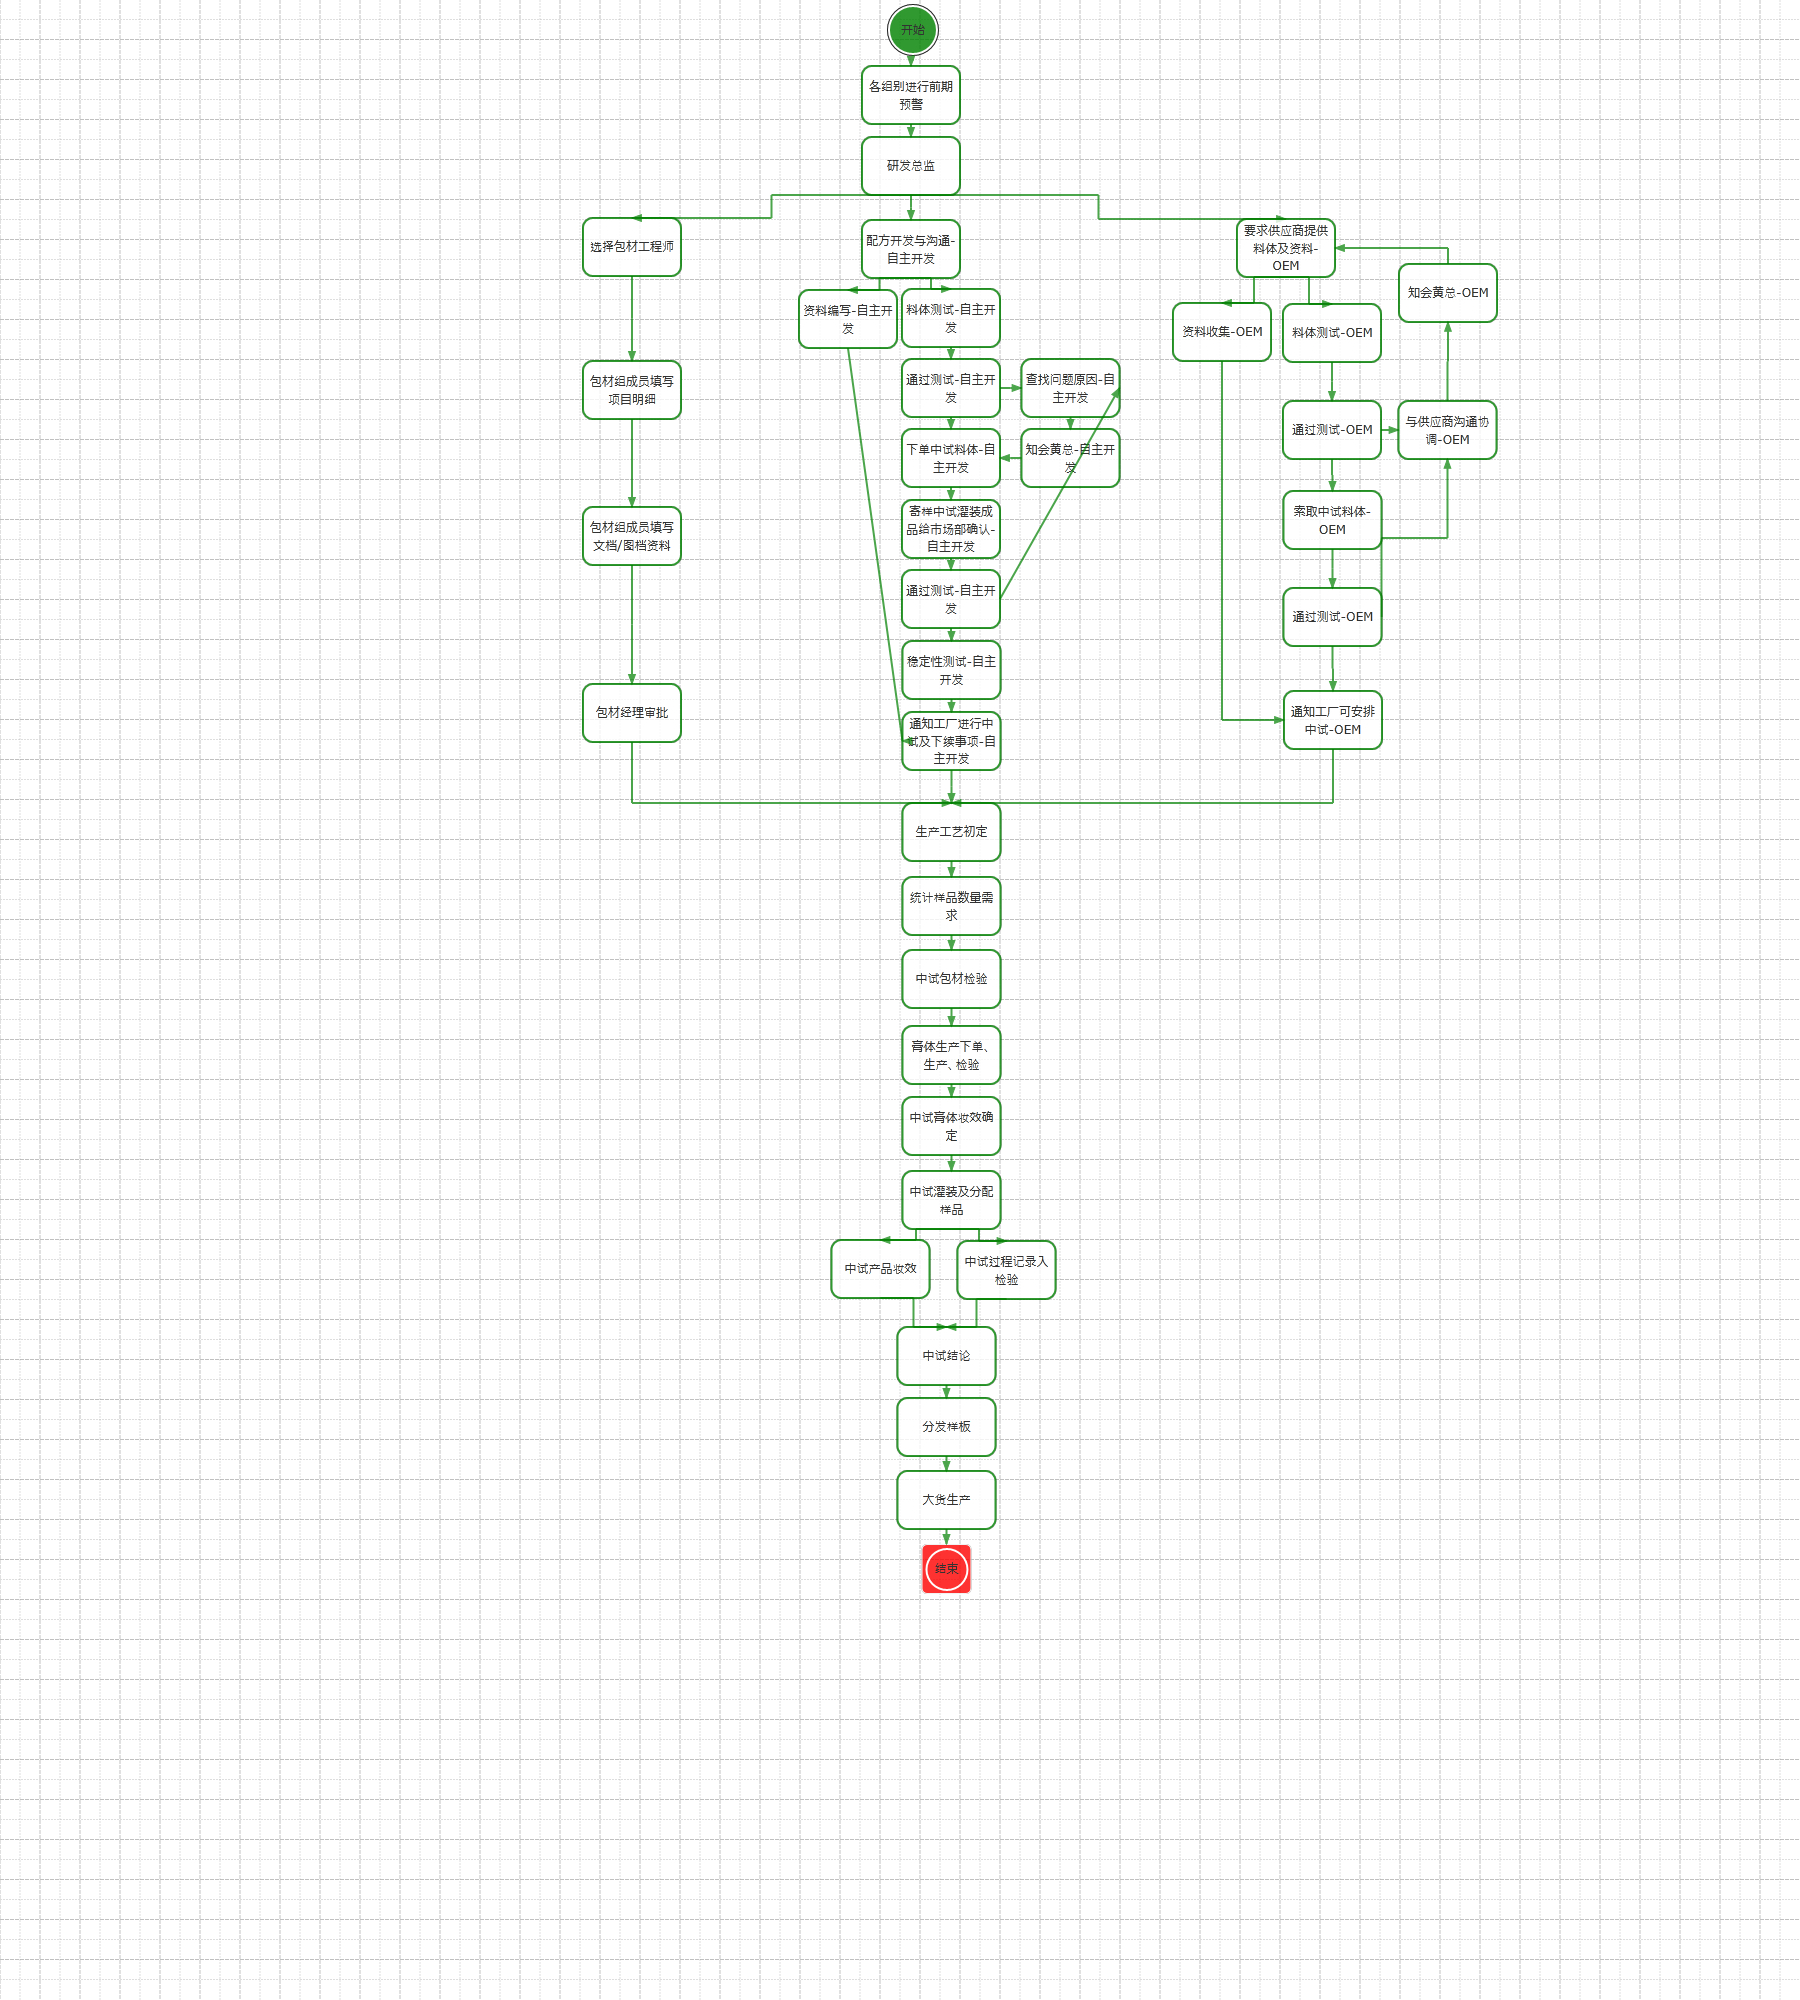 开始
各组别进行前期
预警
研发总监
选择包材工程师
配方开发与沟通-
自主开发
要求供应商提供
料体及资料-
OEM
知会黄总-OEM
资料编写-自主开
发
料体测试-自主开
发
资料收集-OEM
料体测试-OEM
包材组成员填写
项目明细
通过测试-自主开
发
查找问题原因-自
主开发
通过测试-OEM
与供应商沟通协
调-OEM
下单中试料体-自
主开发
知会黄总-自主开
发
包材组成员填写
文档/图档资料
寄样中试灌装成
品给市场部确认-
自主开发
索取中试料体-
OEM
通过测试-自主开
发
通过测试-OEM
稳定性测试-自主
开发
包材经理审批
通知工厂进行中
试及下续事项-自
主开发
通知工厂可安排
中试-OEM
生产工艺初定
统计样品数量需
求
中试包材检验
膏体生产下单、
生产、检验
中试膏体妆效确
定
中试灌装及分配
样品
中试产品妆效
中试过程记录入
检验
中试结论
分发样板
大货生产
结束